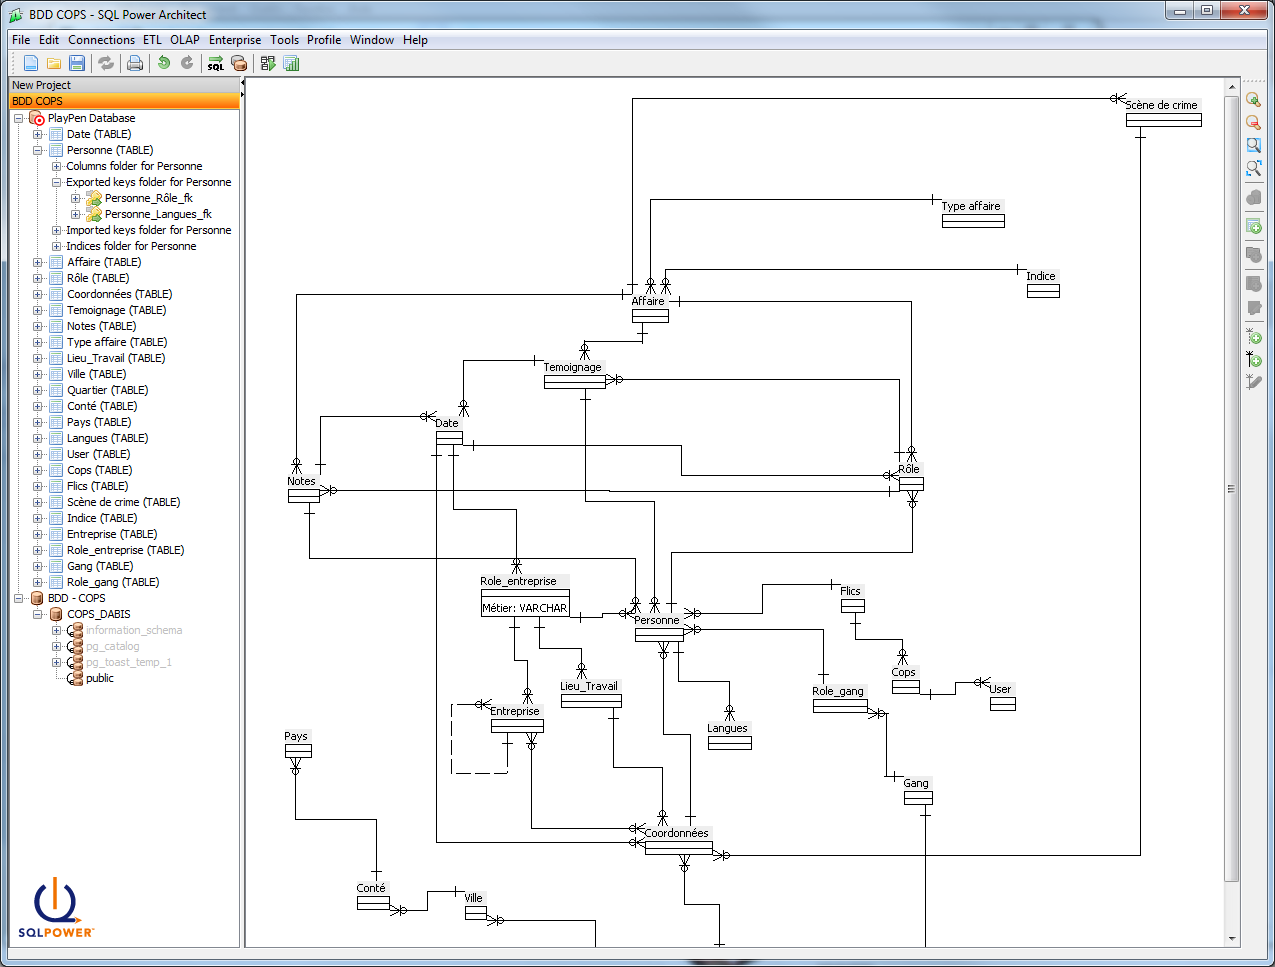 BDD COPS - SQL Power Architect
File Edit Connections ETL OLAP Enterprise Tools Profile Window Help
SQL
New Project
BDD COPS
PlayPen Database
Date (TABLE)
Personne (TABLE)
Columns folder for Personne
Exported keys folder for Personne
Personne_Rôle_fk
Personne_Langues_fk
Imported keys folder for Personne
Indices folder for Personne
Affaire (TABLE)
Rôle (TABLE)
Coordonnées (TABLE)
Temoignage (TABLE)
Notes (TABLE)
Type affaire (TABLE)
Lieu_Travail (TABLE)
Ville (TABLE)
Quartier (TABLE)
Conté (TABLE)
Pays (TABLE)
Langues (TABLE)
User (TABLE)
Cops (TABLE)
Flics (TABLE)
Scène de crime (TABLE)
Indice (TABLE)
Entreprise (TABLE)
Role_entreprise (TABLE)
Gang (TABLE)
Role_gang (TABLE)
BDD - COPS
COPS_DABIS
information_schema
pg_catalog
pg_toast_temp_1
public
SQLPOWER
Scène de crime
Type affaire
Indice
Affaire
Temoignage
Date
Rôle
Notes
Role_entreprise
Métier: VARCHAR
Flics
Personne
Cops
Lieu_Travail
User
Role_gang
Entreprise
Langues
Pays
Gang
Coordonnées
Conté
Ville